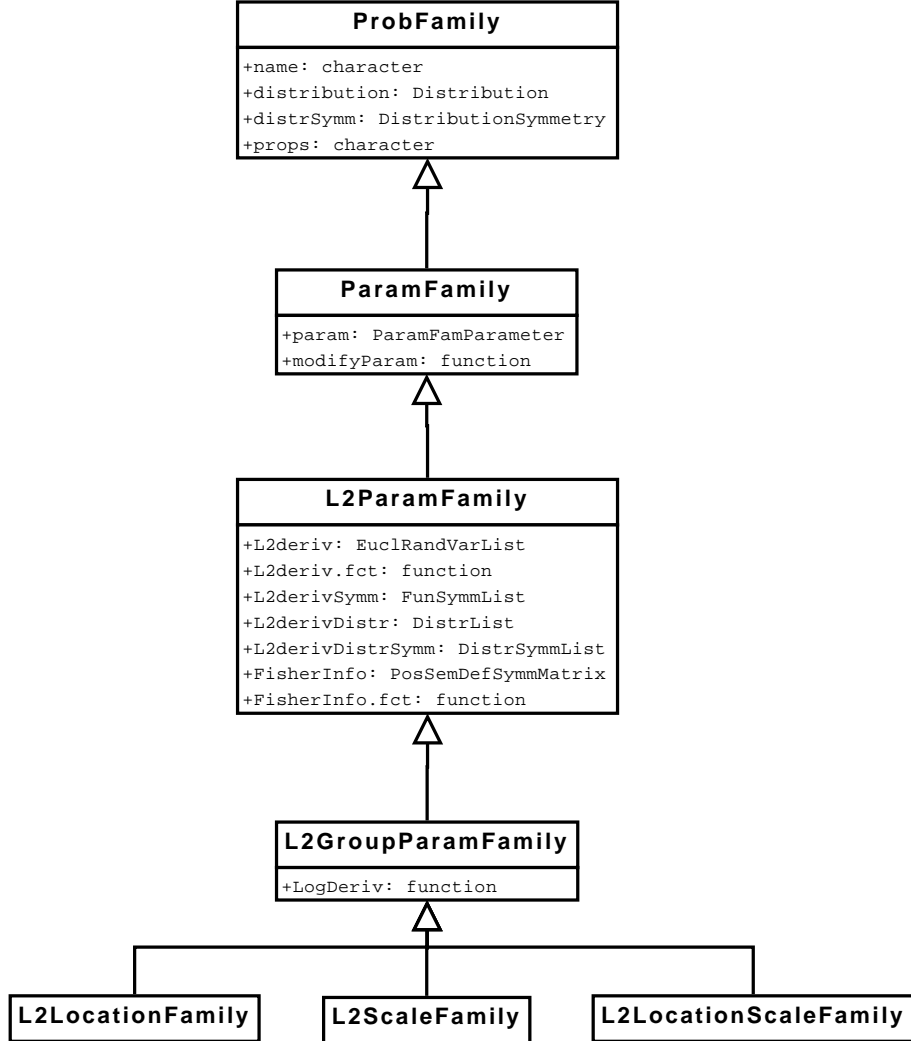 ProbFamily
+name: character
+distribution: Distribution
+distrSymm: DistributionSymmetry
+props: character
ParamFamily
+param: ParamFamParameter
+modifyParam: function
L2ParamFamily
+L2deriv: EuclRandVarList
+L2deriv.fct: function
+L2derivSymm: FunSymmList
+L2derivDistr: DistrList
+L2derivDistrSymm: DistrSymmList
+FisherInfo: PosSemDefSymmMatrix
+FisherInfo.fct: function
L2GroupParamFamily
+LogDeriv: function
L2LocationFamily
L2ScaleFamily
L2LocationScaleFamily